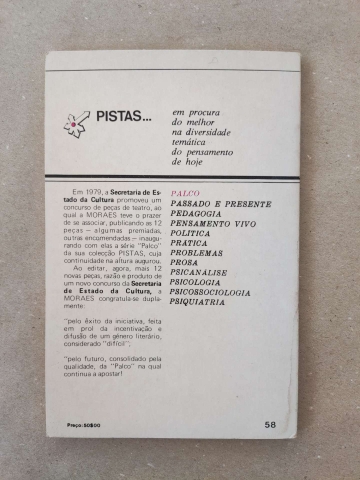 PISTAS...
em procura
do melhor
na diversidade
temática
do pensamento
de hoje
Em 1979, a Secretaria de Es-
tado da Cultura promoveu um
concurso de peças de teatro, ao
qual a MORAES teve o prazer
de se associar, publicando as 12
peças — algumas premiadas,
outras encomendadas — inaugu-
rando com elas a série "Palco"
da sua colecção PISTAS, cuja
continuidade na altura augurou.
Ao editar, agora, mais 12
novas peças, razão e produto de
um novo concurso da Secretaria
de Estado da Cultura, a
MORAES congratula-se dupla-
mente:
"pelo êxito da iniciativa, feita
em prol da incentivação e
difusão de um género literário,
considerado "difícil";
"pelo futuro, consolidado pela
qualidade, da "Palco" na qual
continua a apostar!
PALCO
PASSADO E PRESENTE
PEDAGOGIA
PENSAMENTO VIVO
POLÍTICA
PRÁTICA
PROBLEMAS
PROSA
PSICANÁLISE
PSICOLOGIA
PSICOSSOCIOLOGIA
PSIQUIATRIA
Preço: 50$00
58